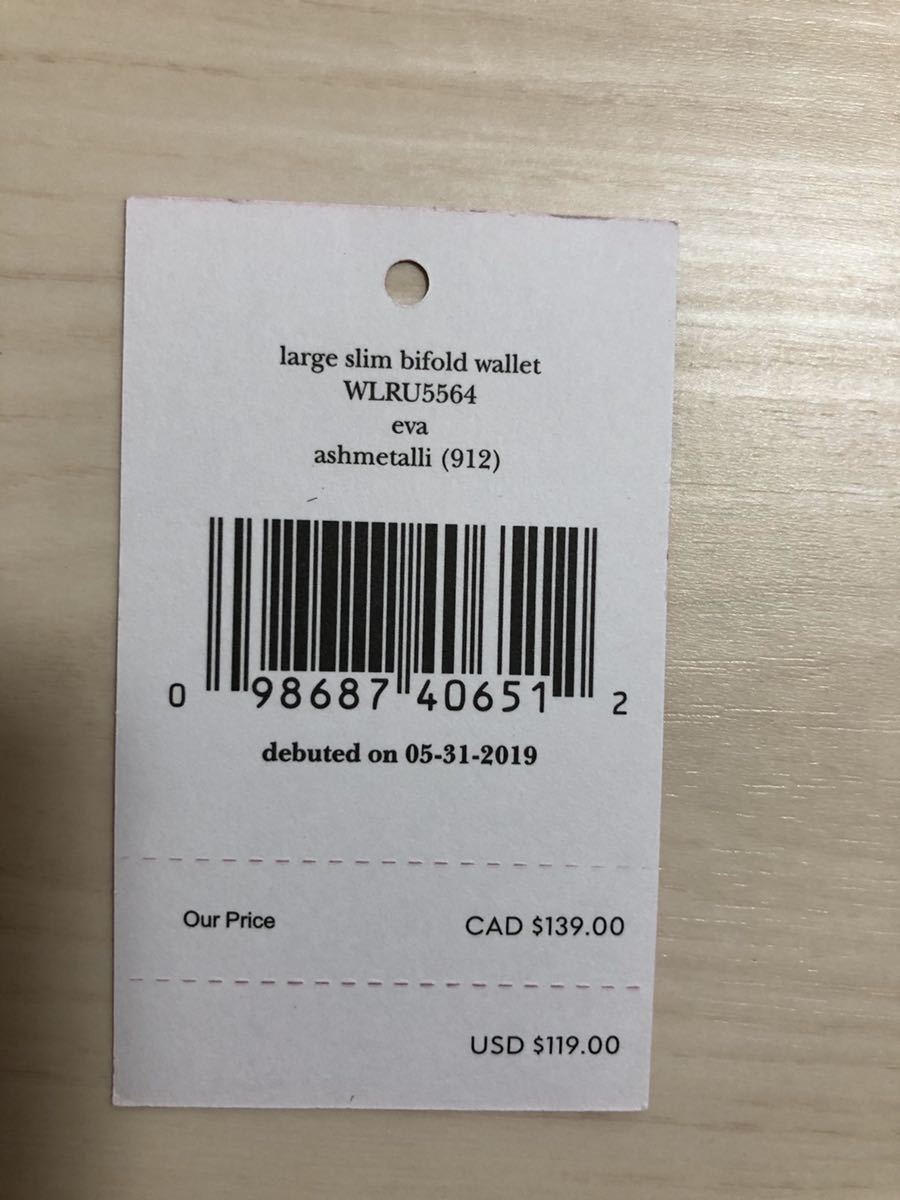 large slim bifold wallet
WLRU5564
eva
ashmetalli (912)
0 98687 40651 2
debuted on 05-31-2019
Our Price CAD $139.00
USD $119.00